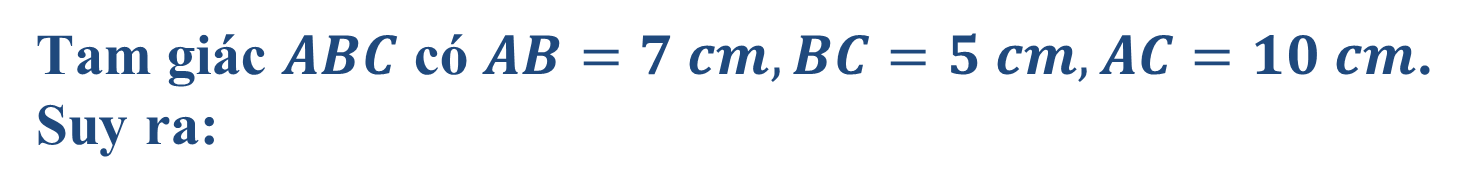 Tam giác ABC có AB = 7 cm, BC = 5 cm, AC = 10 cm.
Suy ra: